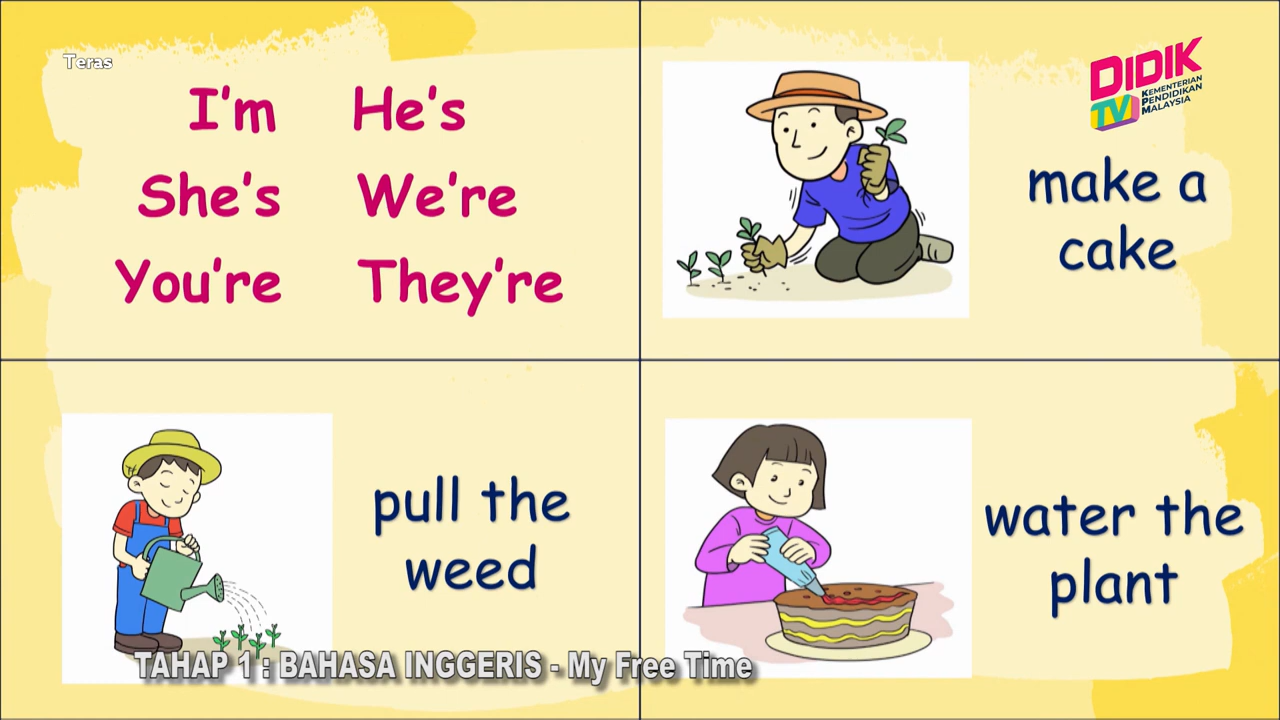 Teras
I'm He's
She's We're
You're They're
DIDIK
TV
KEMENTERIAN
PENDIDIKAN
MALAYSIA
make a
cake
pull the
weed
water the
plant
TAHAP 1 : BAHASA INGGERIS - My Free Time